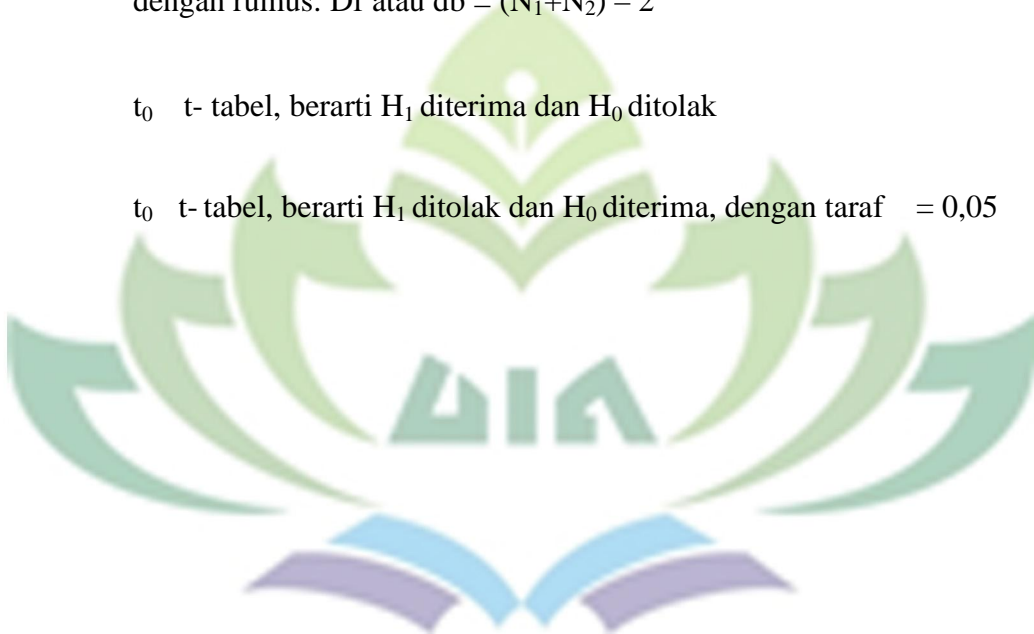 dengan rumus: Df atau db = (N₁+N₂) – 2
t₀ t- tabel, berarti H₁ diterima dan H₀ ditolak
t₀ t- tabel, berarti H₁ ditolak dan H₀ diterima, dengan taraf = 0,05
UIN